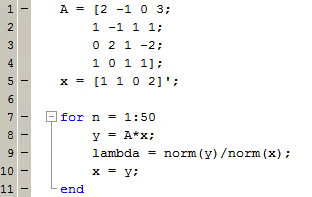 1 - A = [2 -1 0 3;
2 1 -1 1 1;
3 0 2 1 -2;
4 1 0 1 1];
5 - x = [1 1 0 2]';
6
7 - for n = 1:50
8 - y = A*x;
9 - lambda = norm(y)/norm(x);
10 - x = y;
11 - end